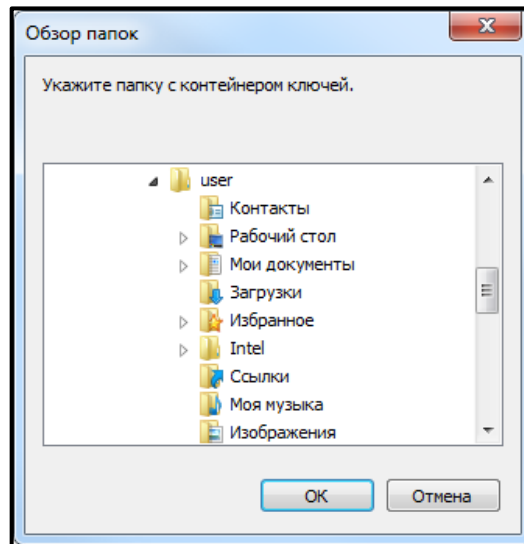 Обзор папок
Укажите папку с контейнером ключей.
user
Контакты
Рабочий стол
Мои документы
Загрузки
Избранное
Intel
Ссылки
Моя музыка
Изображения
ОК
Отмена